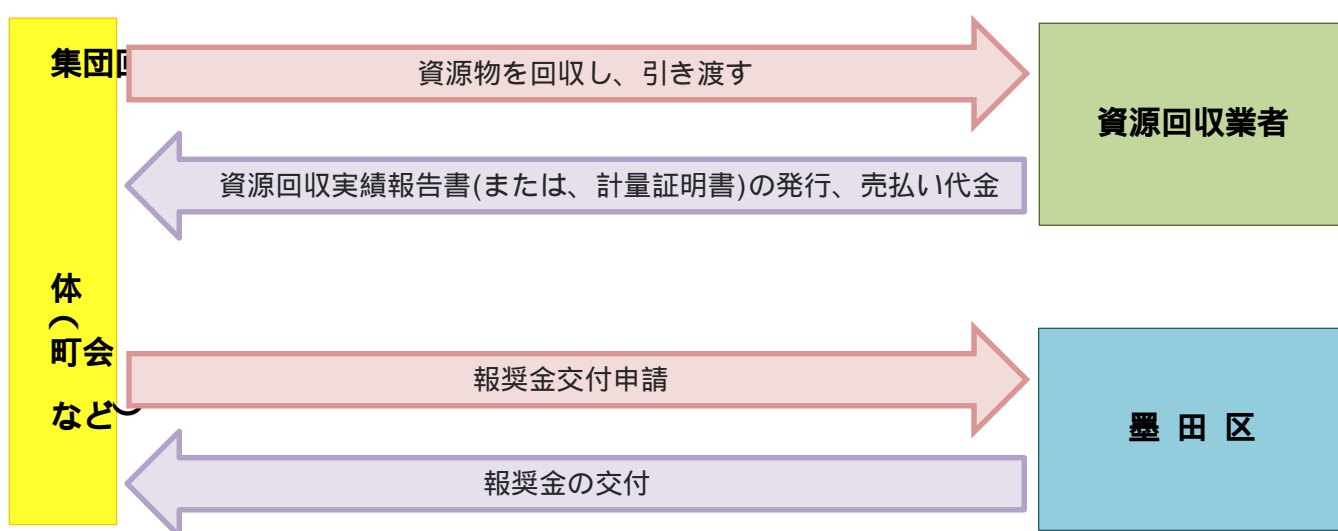 集団
資源物を回収し、引き渡す
資源回収業者
資源回収実績報告書(または、計量証明書)の発行、売払い代金
体(
町会
など)
報奨金交付申請
墨 田 区
報奨金の交付